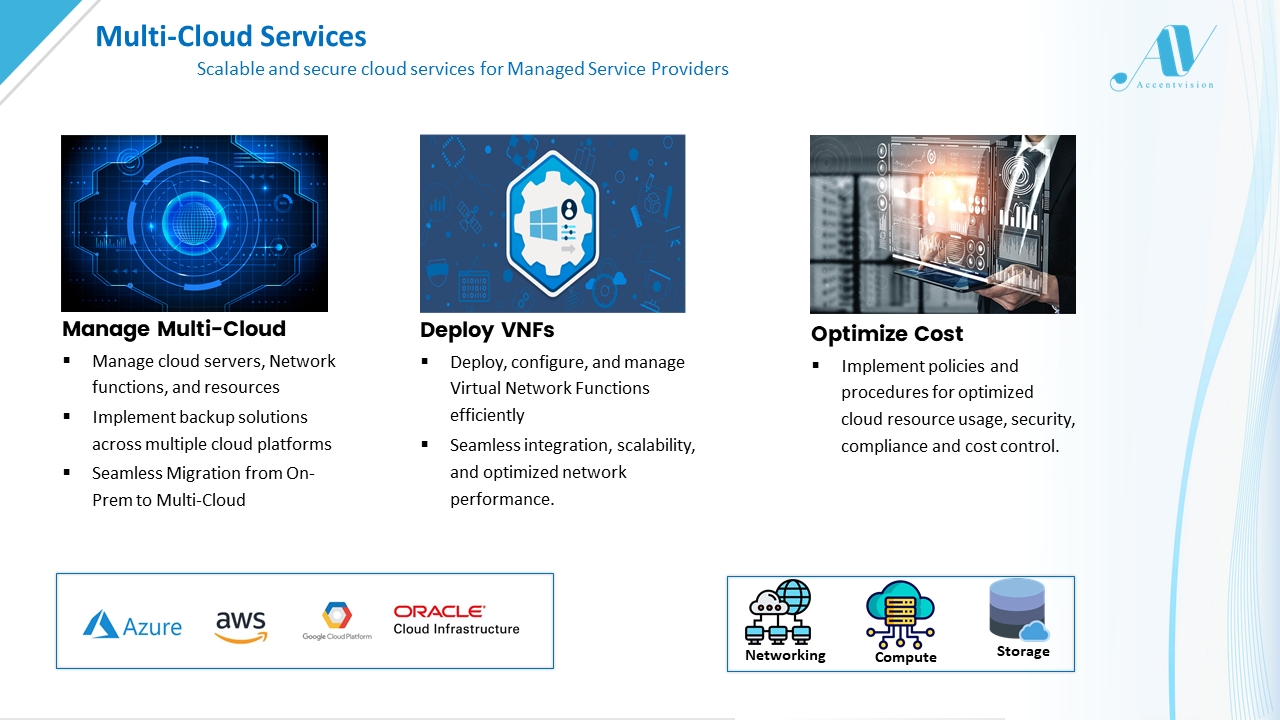 Multi-Cloud Services
Scalable and secure cloud services for Managed Service Providers
Accentvision
Manage Multi-Cloud
▪ Manage cloud servers, Network
functions, and resources
▪ Implement backup solutions
across multiple cloud platforms
▪ Seamless Migration from On-
Prem to Multi-Cloud
Deploy VNFs
▪ Deploy, configure, and manage
Virtual Network Functions
efficiently
▪ Seamless integration, scalability,
and optimized network
performance.
Optimize Cost
▪ Implement policies and
procedures for optimized
cloud resource usage, security,
compliance and cost control.
Azure
aws
Google Cloud Platform
ORACLE
Cloud Infrastructure
Networking
Compute
Storage